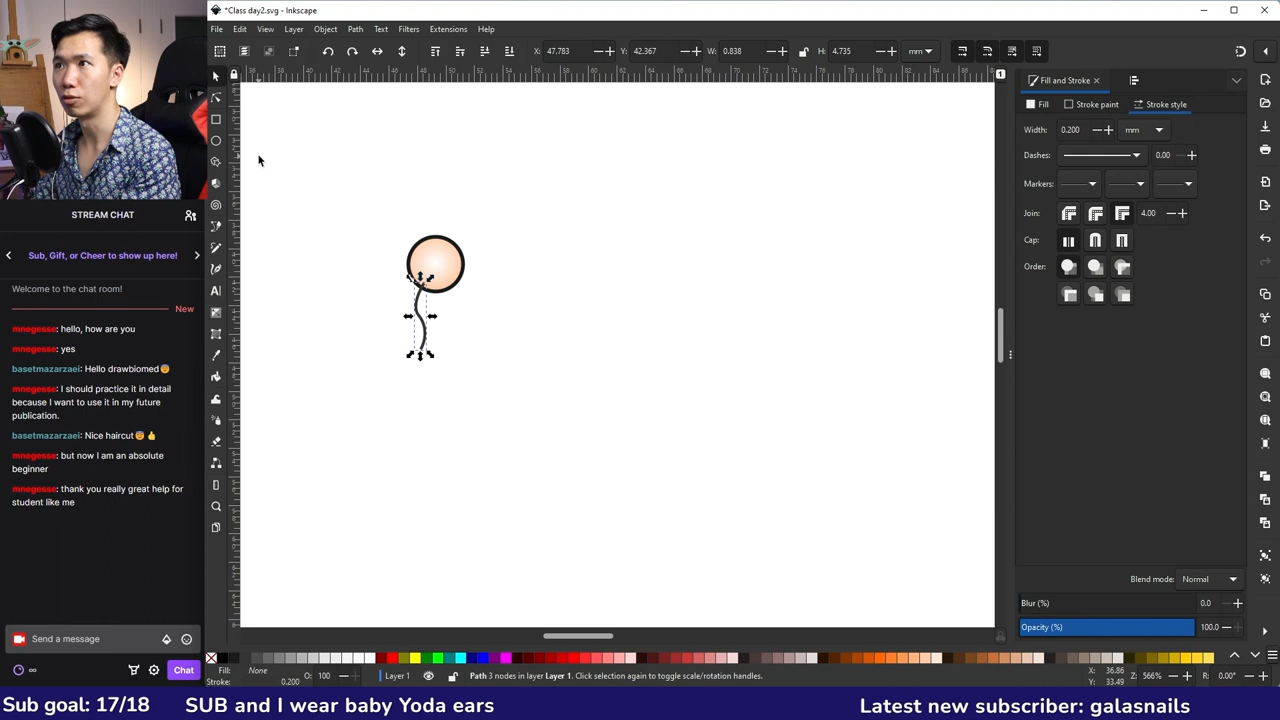 *Class day2.svg - Inkscape
File Edit View Layer Object Path Text Filters Extensions Help
X: 47.783 Y: 42.367 W: 0.838 H: 4.735 mm
Fill and Stroke
Fill Stroke paint Stroke style
Width: 0.200 mm
Dashes: 0.00
Markers:
Join: 4.00
Cap:
Order:
Blend mode: Normal
Blur (%) 0.0
Opacity (%) 100.0
STREAM CHAT
Sub, Gift, or Cheer to show up here!
Welcome to the chat room!
New
mnegesse: hello, how are you
mnegesse: yes
basetmazarzaei: Hello drawbiomed
mnegesse: I should practice it in detail
because I want to use it in my future
publication.
basetmazarzaei: Nice haircut
mnegesse: but now I am an absolute
beginner
mnegesse: thank you really great help for
student like me
Send a message
Chat
Fill: None
Stroke: 0.200
O: 100
Layer 1
Path 3 nodes in layer Layer 1. Click selection again to toggle scale/rotation handles.
X: 36.86
Y: 33.49
Z: 566%
R: 0.00°
Sub goal: 17/18 SUB and I wear baby Yoda ears Latest new subscriber: galasnails